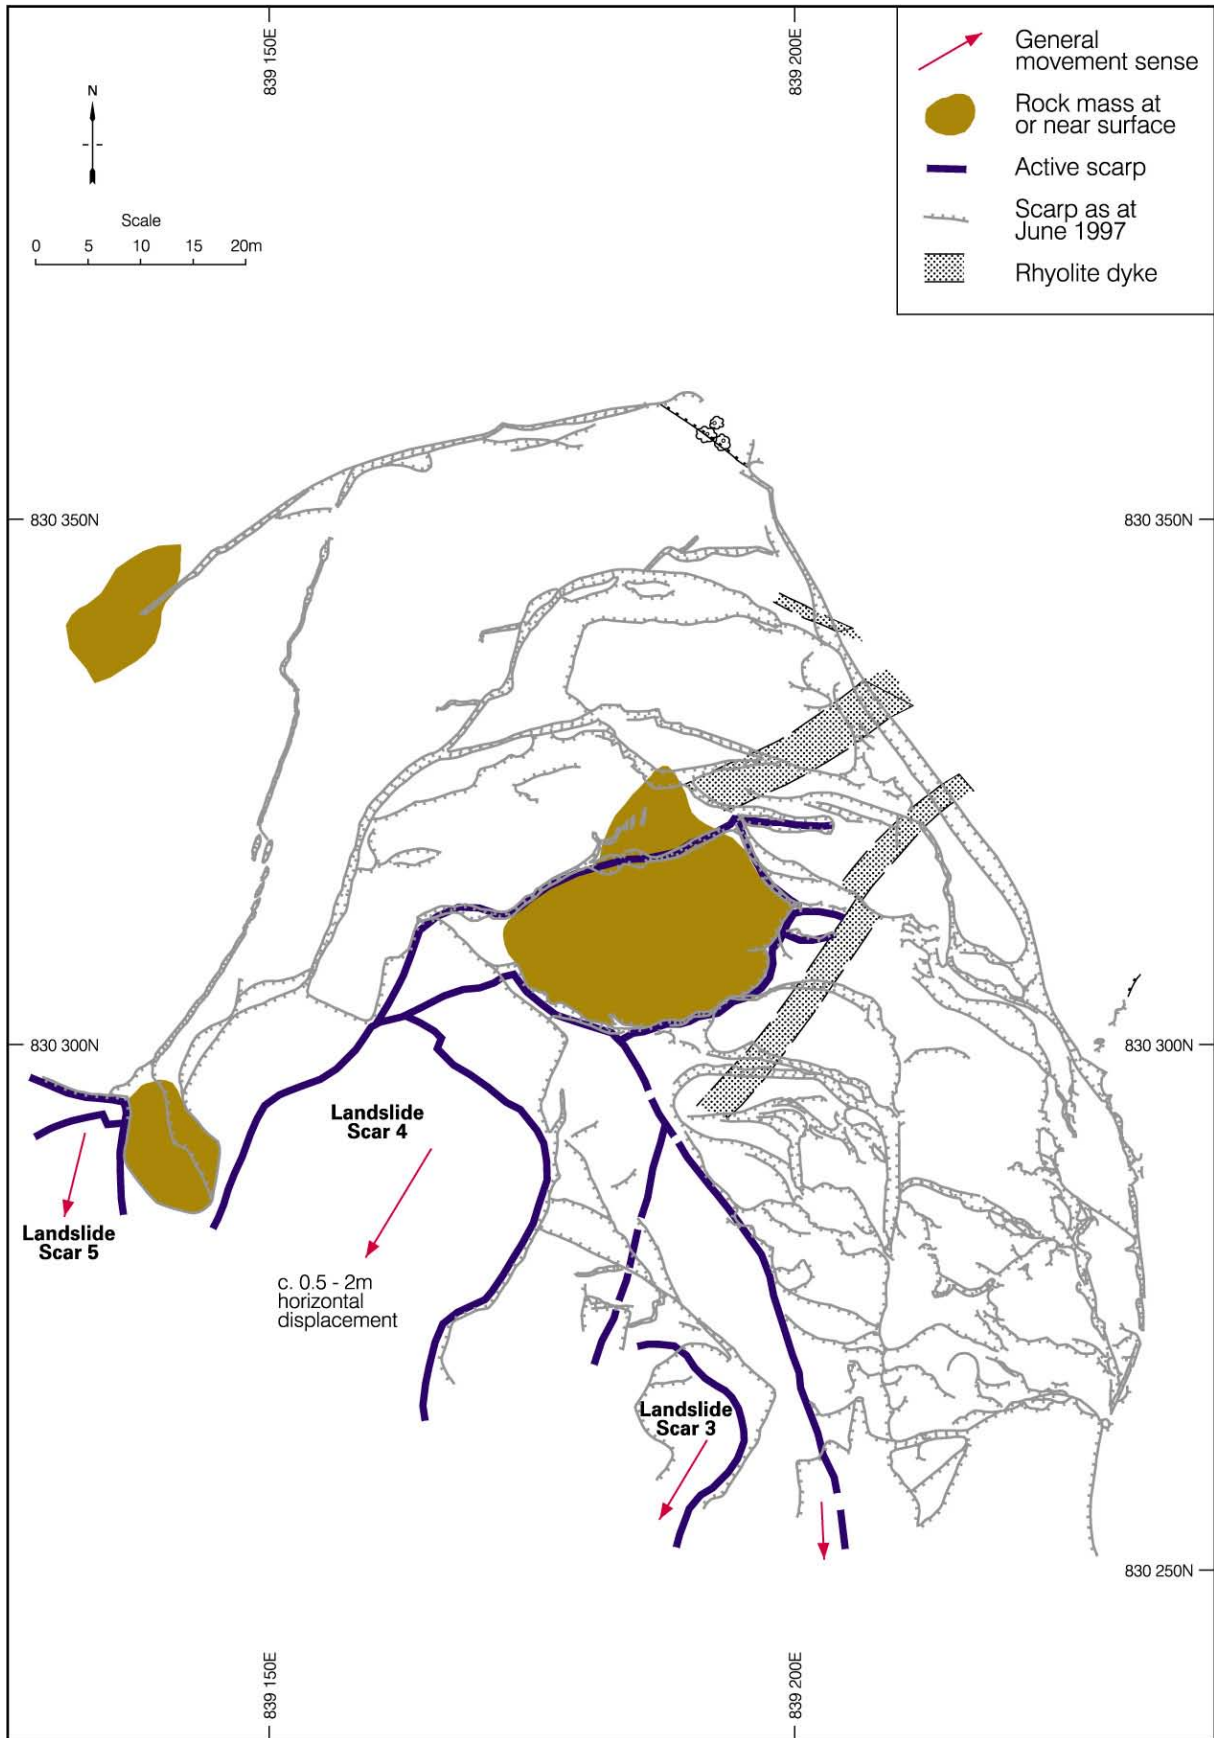 839 150E
839 200E
General
movement sense
Rock mass at
or near surface
Active scarp
Scarp as at
June 1997
Rhyolite dyke
N
Scale
0 5 10 15 20m
830 350N
830 350N
830 300N
830 300N
Landslide
Scar 4
Landslide
Scar 5
c. 0.5 - 2m
horizontal
displacement
Landslide
Scar 3
830 250N
839 150E
839 200E